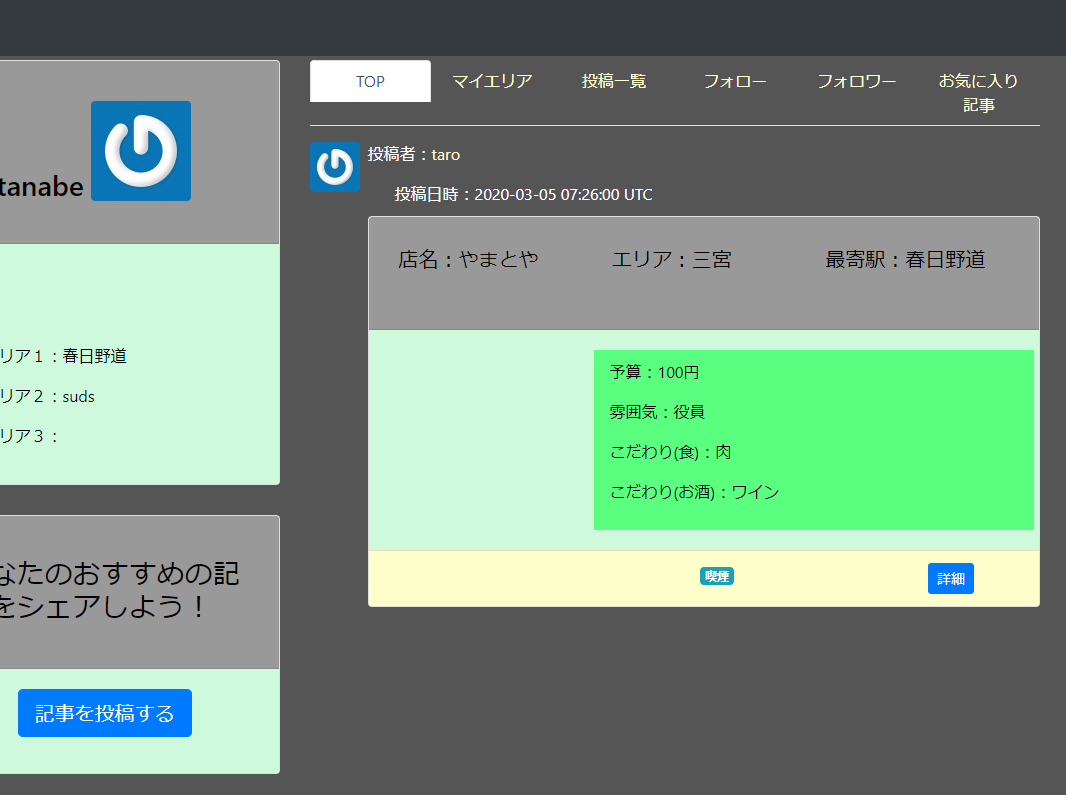 tanabe
リア１：春日野道
リア２：suds
リア３：
なたのおすすめの記
をシェアしよう！
記事を投稿する
TOP
マイエリア
投稿一覧
フォロー
フォロワー
お気に入り
記事
投稿者：taro
投稿日時：2020-03-05 07:26:00 UTC
店名：やまとや
エリア：三宮
最寄駅：春日野道
予算：100円
雰囲気：役員
こだわり(食)：肉
こだわり(お酒)：ワイン
喫煙
詳細